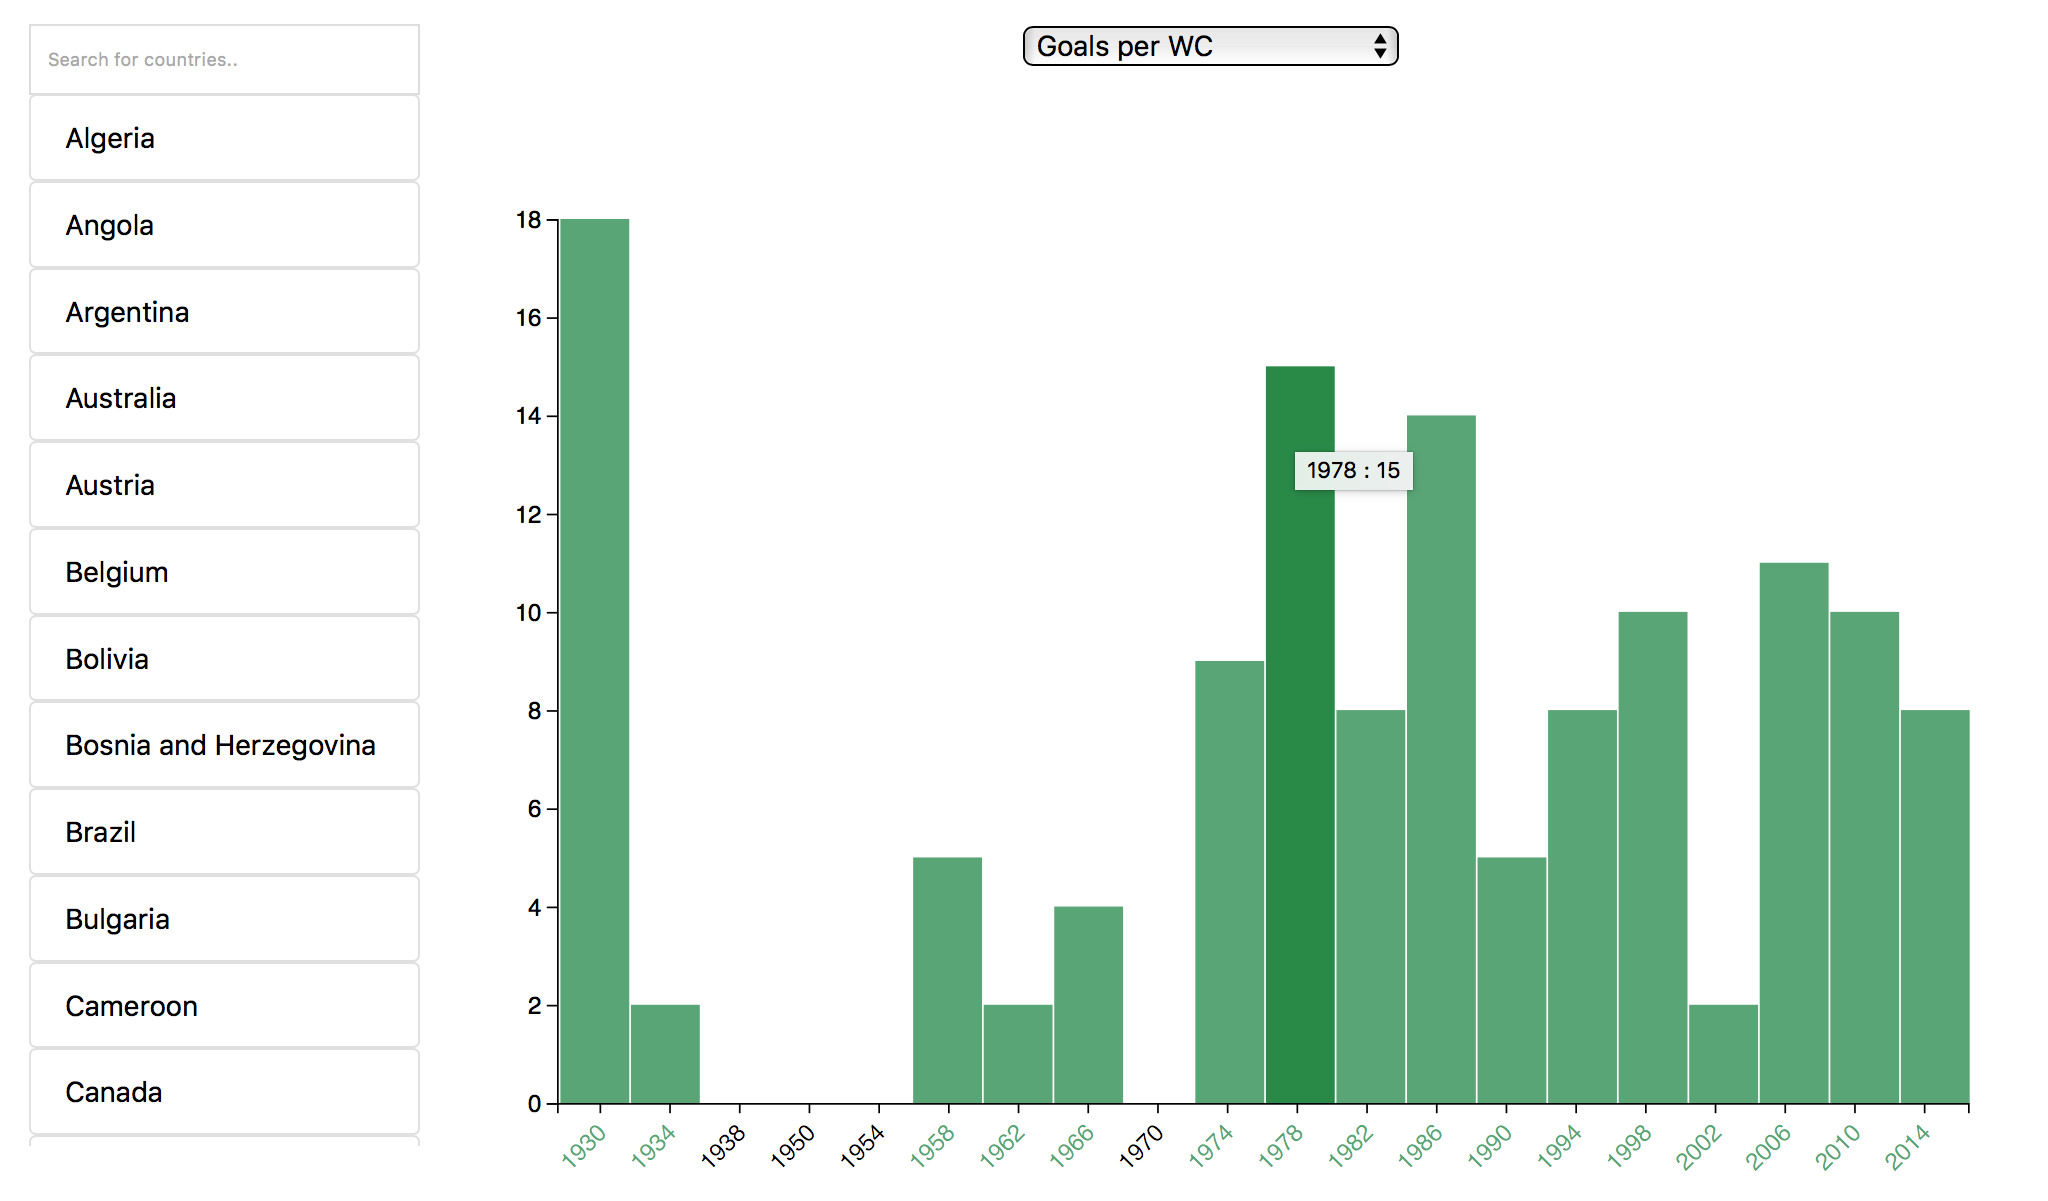 Search for countries..
Algeria
Angola
Argentina
Australia
Austria
Belgium
Bolivia
Bosnia and Herzegovina
Brazil
Bulgaria
Cameroon
Canada
Goals per WC
18
16
14
12
10
8
6
4
2
0
1978 : 15
1930 1934 1938 1950 1954 1958 1962 1966 1970 1974 1978 1982 1986 1990 1994 1998 2002 2006 2010 2014